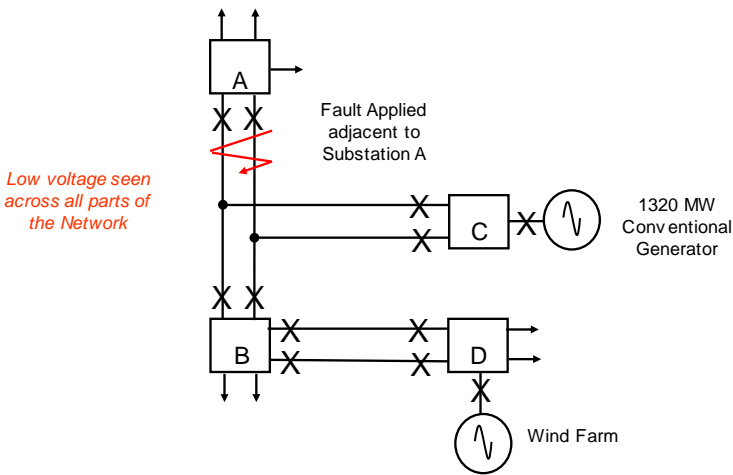 A
Fault Applied
adjacent to
Substation A
Low voltage seen
across all parts of
the Network
C
1320 MW
Conventional
Generator
B
D
Wind Farm